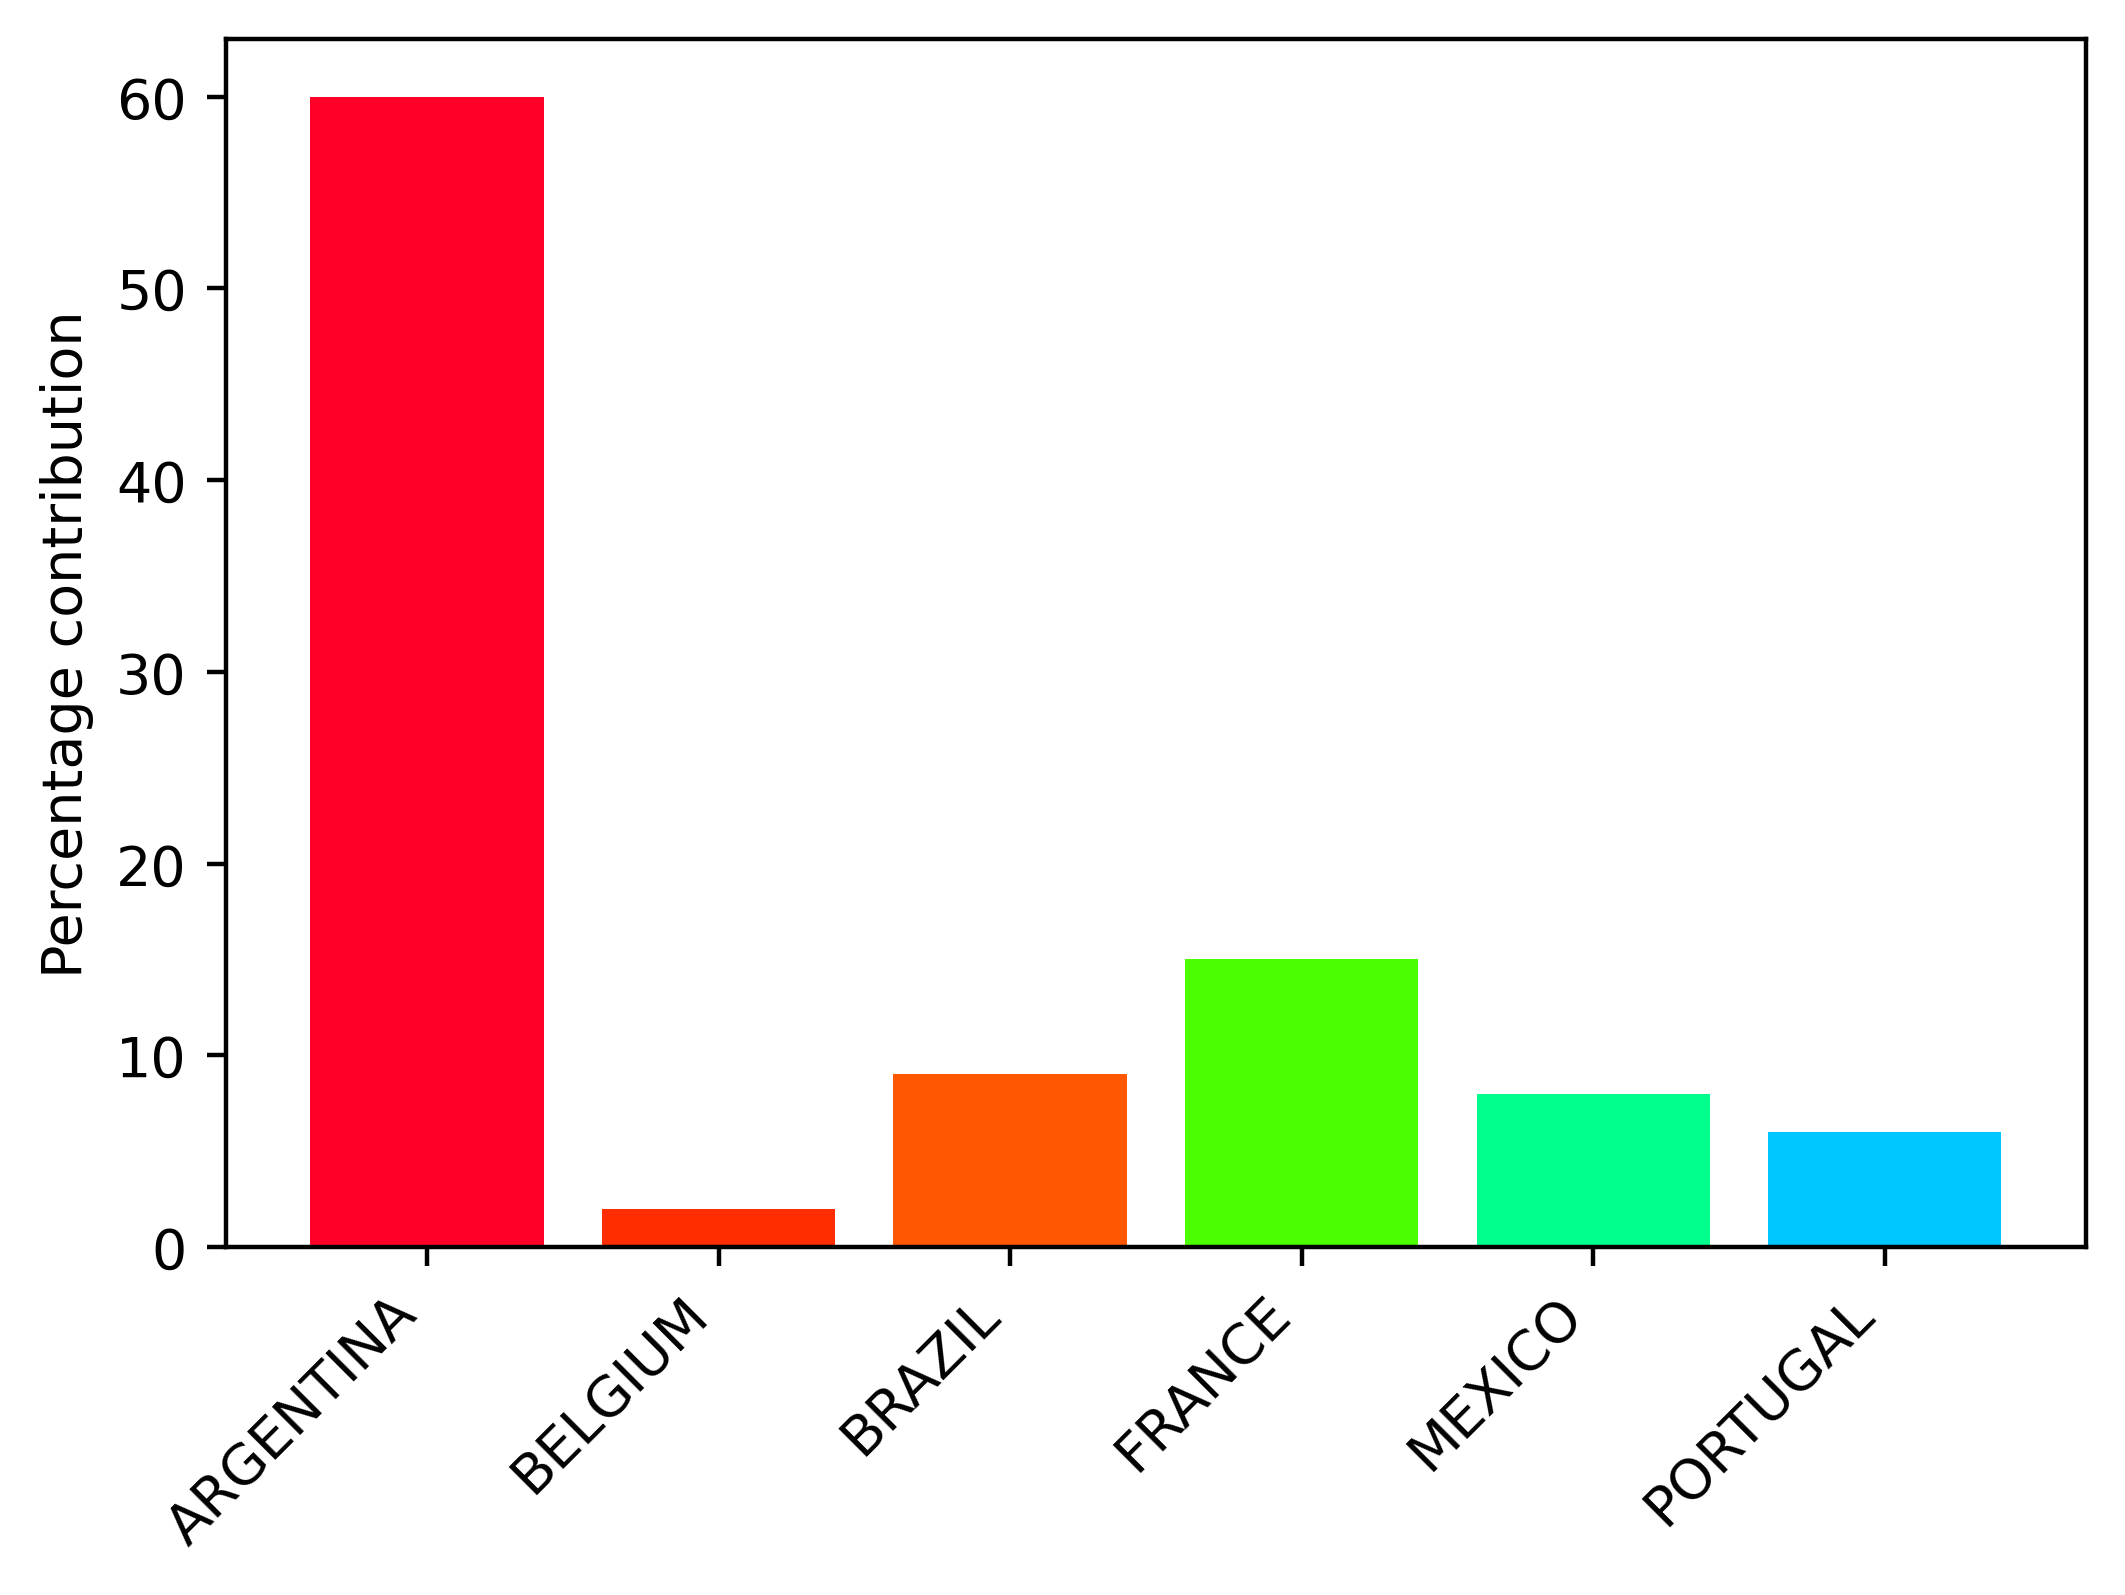 Percentage contribution
60
50
40
30
20
10
0
ARGENTINA
BELGIUM
BRAZIL
FRANCE
MEXICO
PORTUGAL